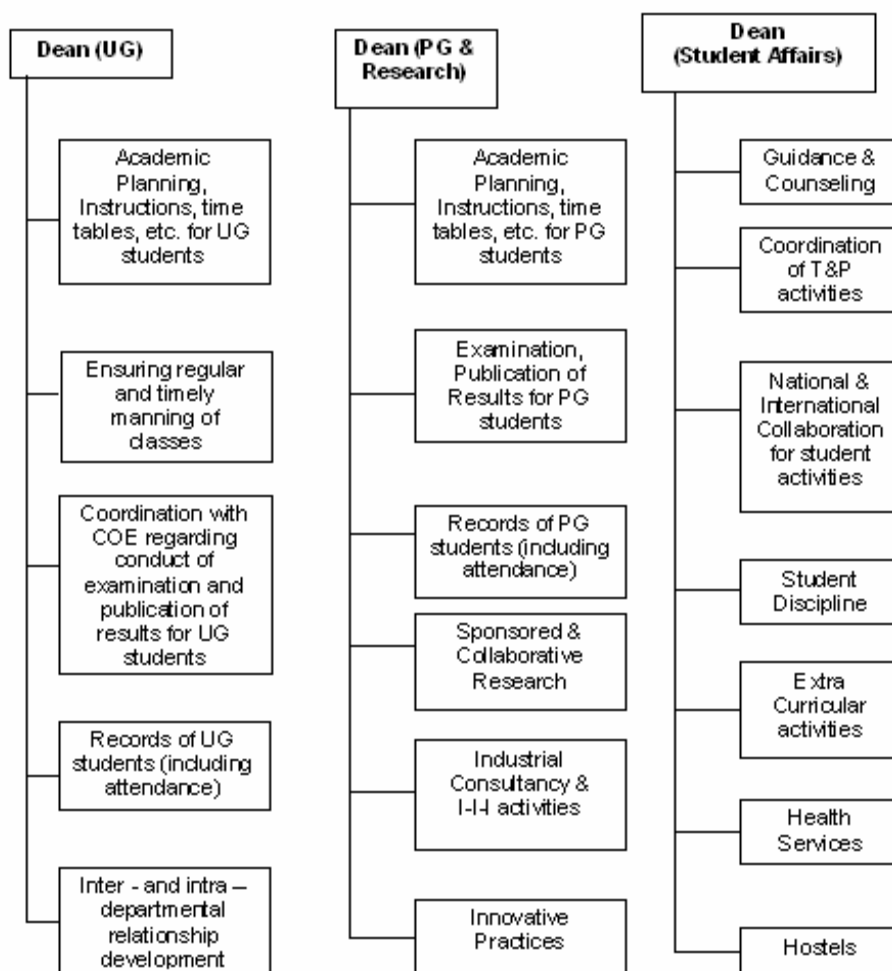 Dean (UG)
Academic
Planning,
Instructions, time
tables, etc. for UG
students
Ensuring regular
and timely
manning of
classes
Coordination with
COE regarding
conduct of
examination and
publication of
results for UG
students
Records of UG
students (including
attendance)
Inter - and intra –
departmental
relationship
development
Dean (PG &
Research)
Academic
Planning,
Instructions, time
tables, etc. for PG
students
Examination,
Publication of
Results for PG
students
Records of PG
students (including
attendance)
Sponsored &
Collaborative
Research
Industrial
Consultancy &
I-I-I activities
Innovative
Practices
Dean
(Student Affairs)
Guidance &
Counseling
Coordination
of T&P
activities
National &
International
Collaboration
for student
activities
Student
Discipline
Extra
Curricular
activities
Health
Services
Hostels